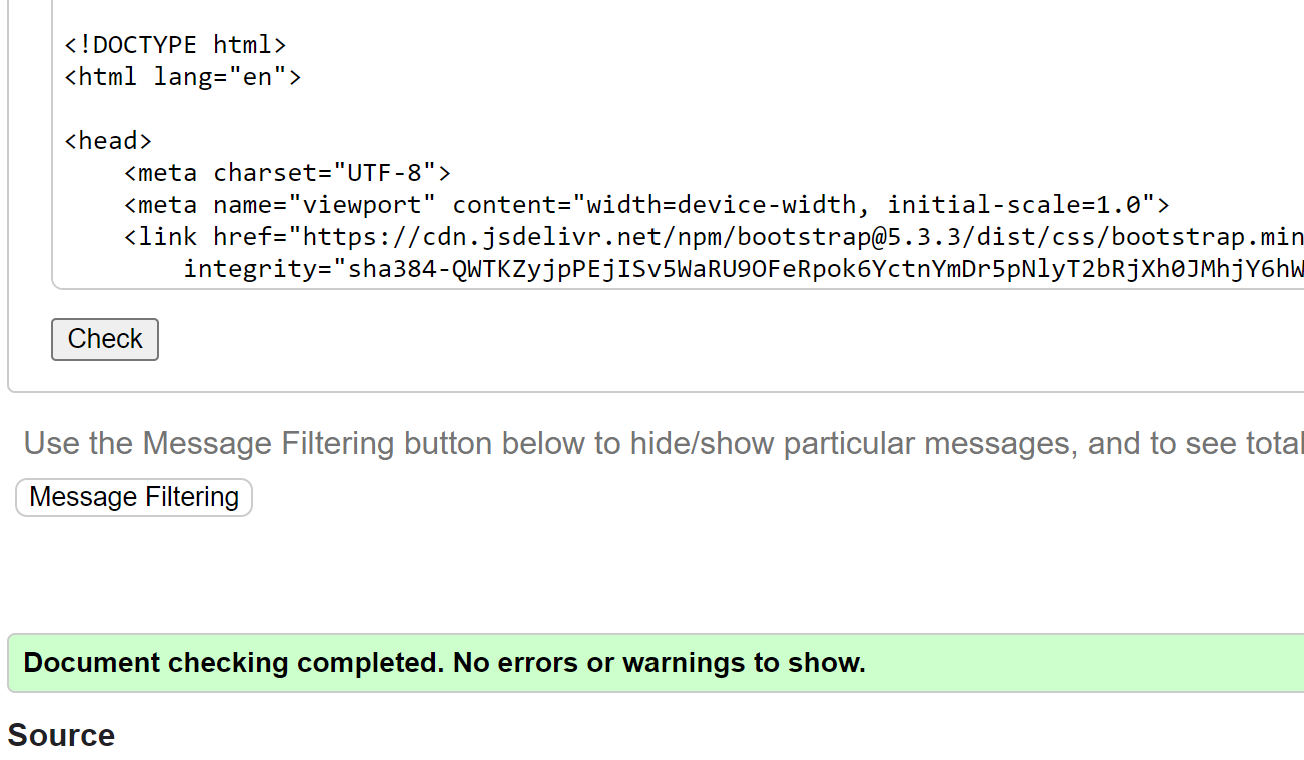 <!DOCTYPE html>
<html lang="en">
<head>
<meta charset="UTF-8">
<meta name="viewport" content="width=device-width, initial-scale=1.0">
<link href="https://cdn.jsdelivr.net/npm/bootstrap@5.3.3/dist/css/bootstrap.min
integrity="sha384-QWTKZyjpPEjISv5WaRU9OFeRpok6YctnYmDr5pNlyT2bRjXh0JMhjY6hW
Check
Use the Message Filtering button below to hide/show particular messages, and to see total
Message Filtering
Document checking completed. No errors or warnings to show.
Source